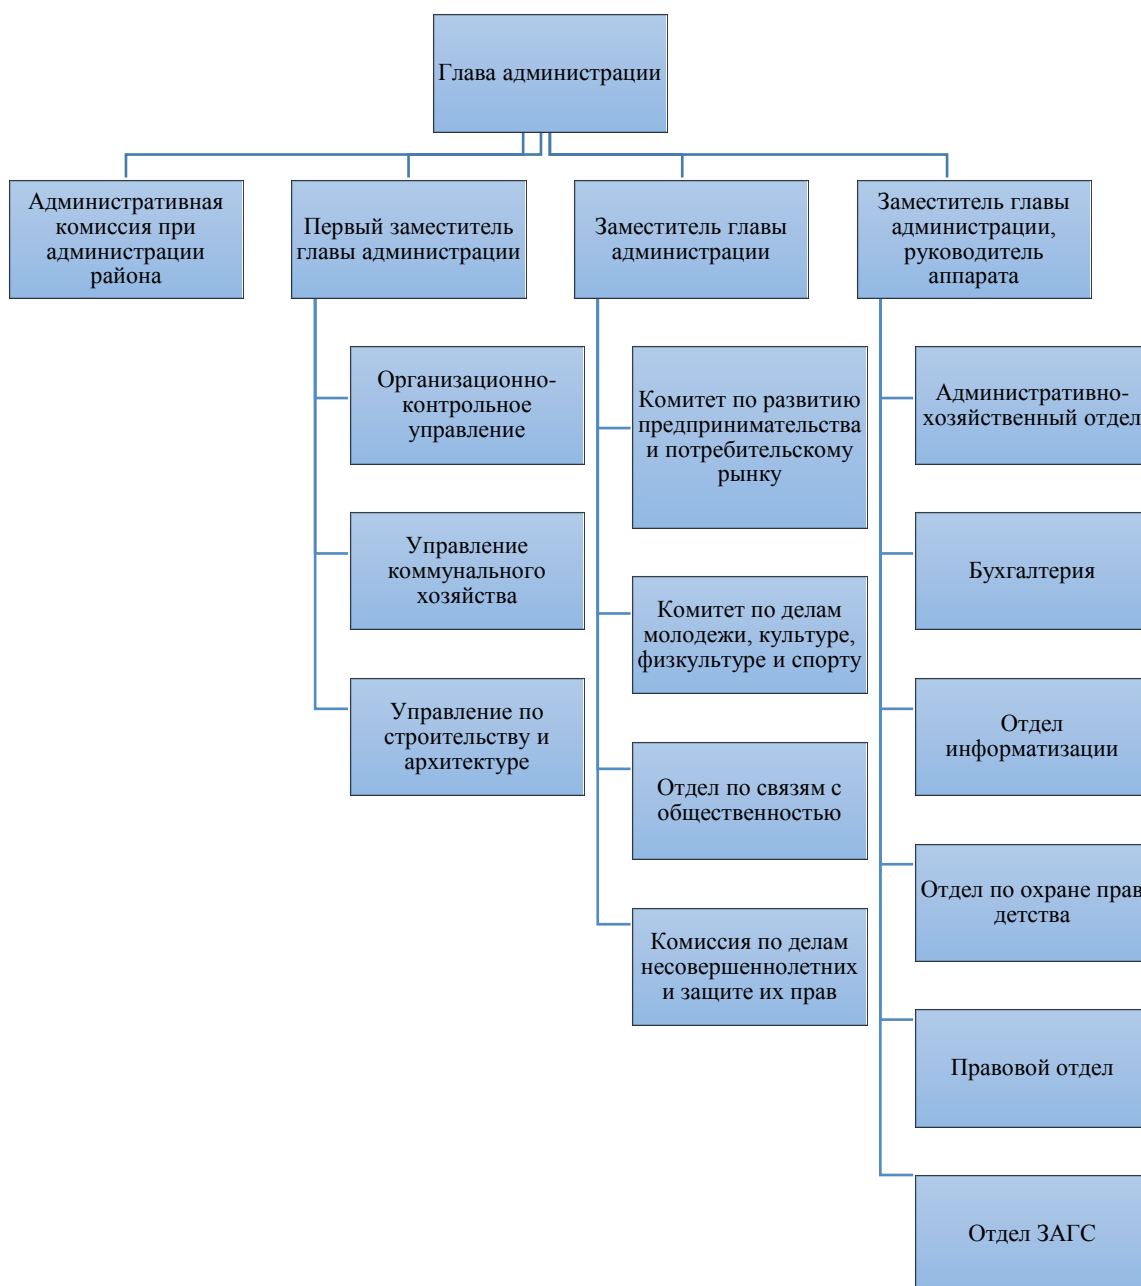 Глава администрации
Административная
комиссия при
администрации
района
Первый заместитель
главы администрации
Заместитель главы
администрации
Заместитель главы
администрации,
руководитель
аппарата
Организационно-
контрольное
управление
Управление
коммунального
хозяйства
Управление по
строительству и
архитектуре
Комитет по развитию
предпринимательства
и потребительскому
рынку
Комитет по делам
молодежи, культуре,
физкультуре и спорту
Отдел по связям с
общественностью
Комиссия по делам
несовершеннолетних
и защите их прав
Административно-
хозяйственный отдел
Бухгалтерия
Отдел
информатизации
Отдел по охране прав
детства
Правовой отдел
Отдел ЗАГС